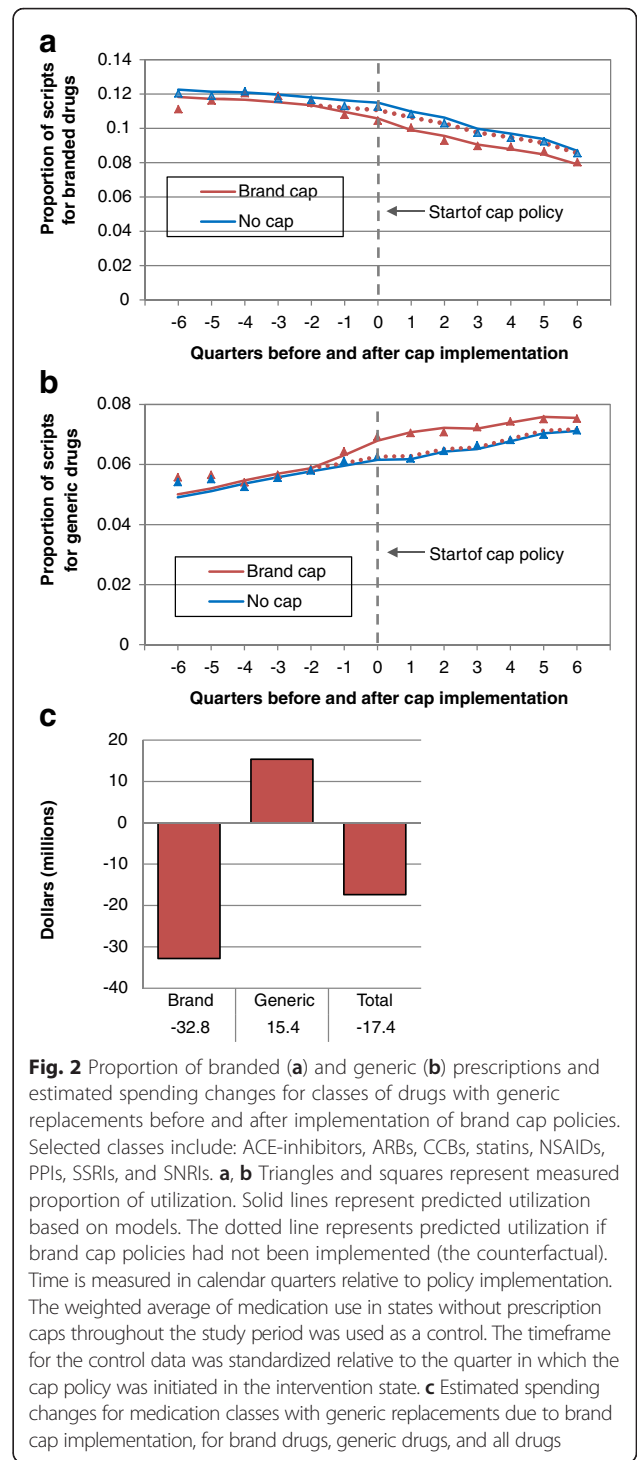 a
Proportion of scripts
for branded drugs
0.14
0.12
0.1
0.08
0.06
0.04
0.02
0
Brand cap
No cap
Startof cap policy
-6 -5 -4 -3 -2 -1 0 1 2 3 4 5 6
Quarters before and after cap implementation
b
Proportion of scripts
for generic drugs
0.08
0.06
0.04
0.02
0
Brand cap
No cap
Startof cap policy
-6 -5 -4 -3 -2 -1 0 1 2 3 4 5 6
Quarters before and after cap implementation
c
Dollars (millions)
20
10
0
-10
-20
-30
-40
Brand Generic Total
-32.8 15.4 -17.4
Fig. 2 Proportion of branded (a) and generic (b) prescriptions and
estimated spending changes for classes of drugs with generic
replacements before and after implementation of brand cap policies.
Selected classes include: ACE-inhibitors, ARBs, CCBs, statins, NSAIDs,
PPIs, SSRIs, and SNRIs. a, b Triangles and squares represent measured
proportion of utilization. Solid lines represent predicted utilization
based on models. The dotted line represents predicted utilization if
brand cap policies had not been implemented (the counterfactual).
Time is measured in calendar quarters relative to policy implementation.
The weighted average of medication use in states without prescription
caps throughout the study period was used as a control. The timeframe
for the control data was standardized relative to the quarter in which the
cap policy was initiated in the intervention state. c Estimated spending
changes for medication classes with generic replacements due to brand
cap implementation, for brand drugs, generic drugs, and all drugs